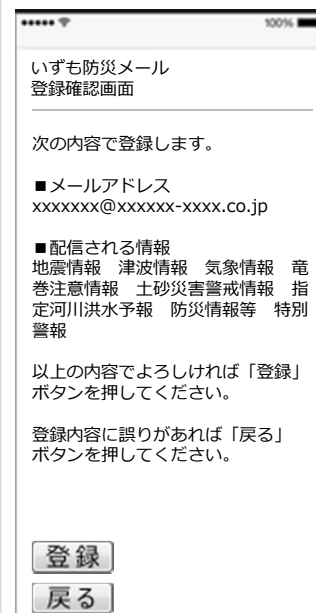 100%
いずも防災メール
登録確認画面
次の内容で登録します。
■メールアドレス
xxxxxxx@xxxxxx-xxxx.co.jp
■配信される情報
地震情報　津波情報　気象情報　竜
巻注意情報　土砂災害警戒情報　指
定河川洪水予報　防災情報等　特別
警報
以上の内容でよろしければ「登録」
ボタンを押してください。
登録内容に誤りがあれば「戻る」
ボタンを押してください。
登録
戻る